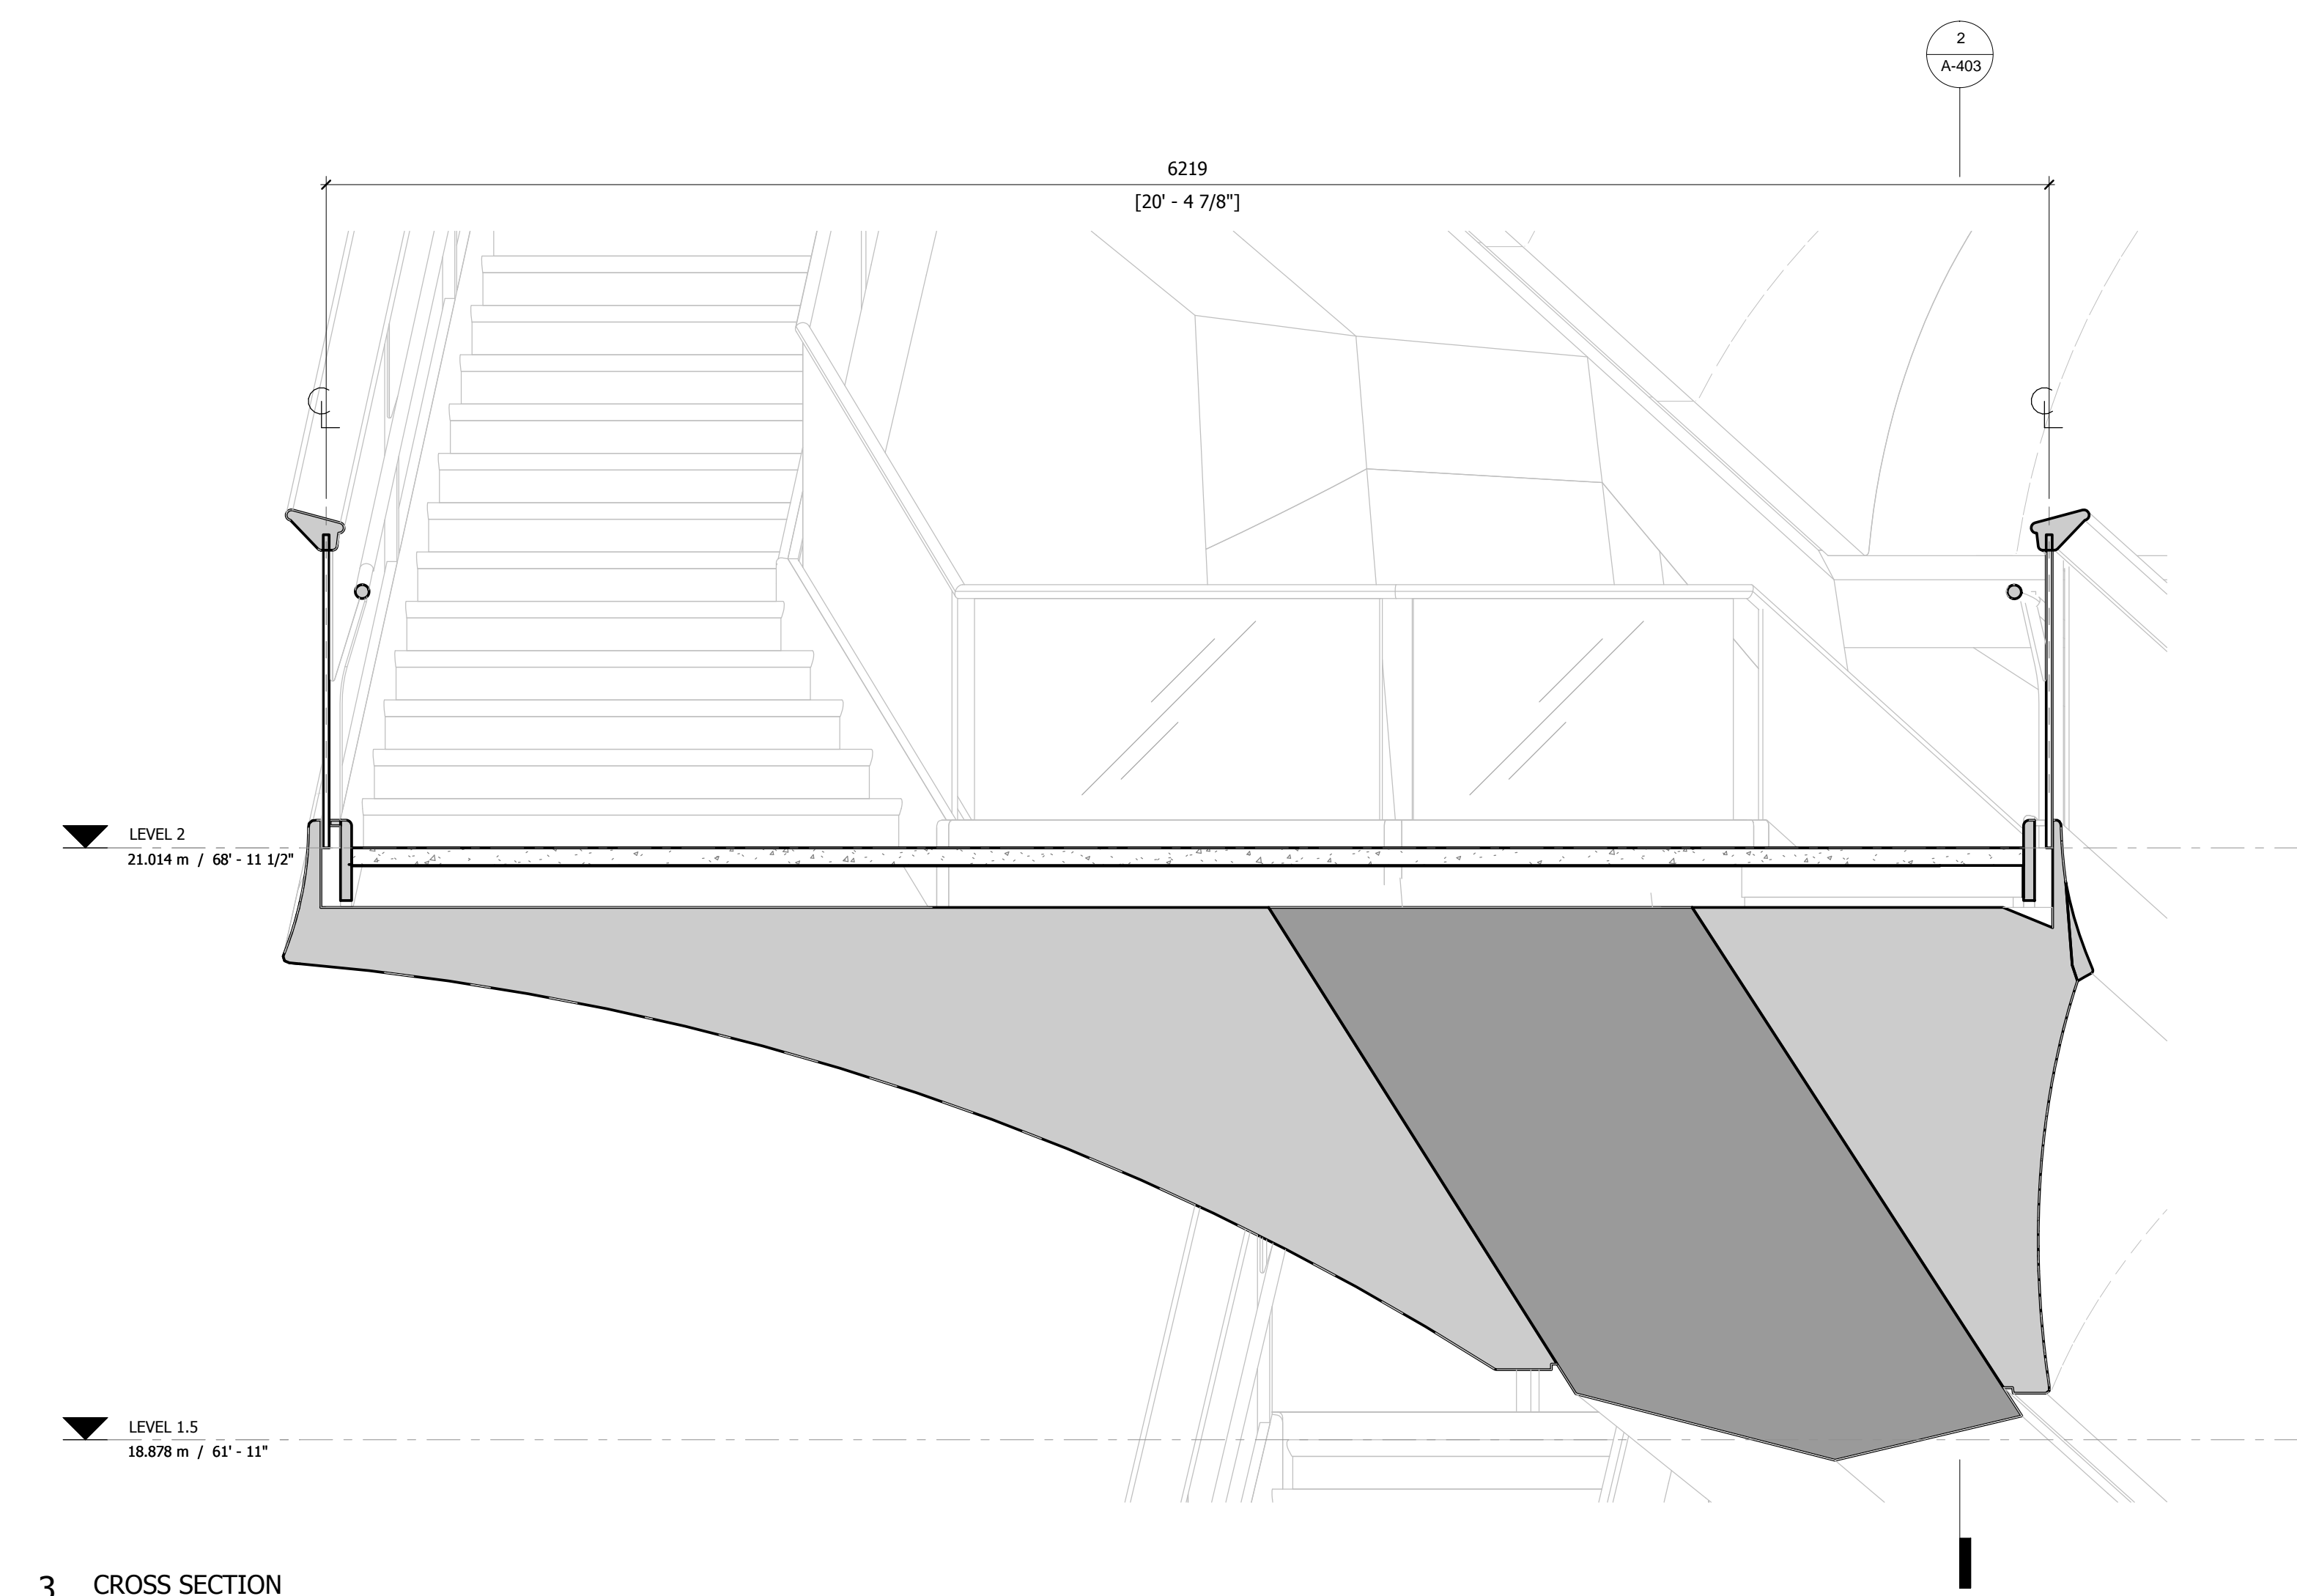 2
A-403
6219
[20' - 4 7/8"]
LEVEL 2
21.014 m / 68' - 11 1/2"
LEVEL 1.5
18.878 m / 61' - 11"
3 CROSS SECTION